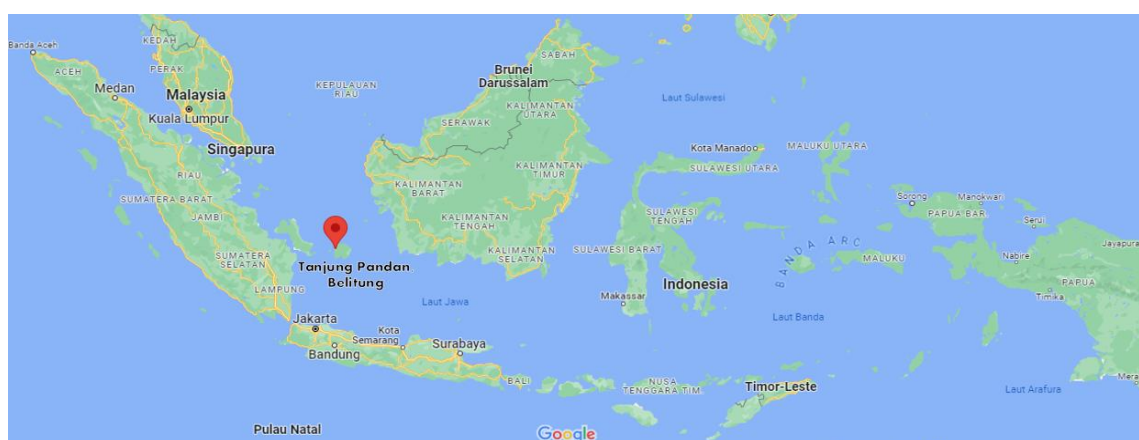 Banda Aceh
ACEH
Medan
KEDAH
PERAK
Malaysia
Kuala Lumpur
Singapura
RIAU
SUMATERA BARAT
JAMBI
SUMATERA
SELATAN
LAMPUNG
KEPULAUAN
RIAU
Tanjung Pandan
Belitung
Jakarta
Bandung
Kota
Semarang
Surabaya
BALI
Laut Jawa
Pulau Natal
Brunei
Darussalam
SABAH
SERAWAK
KALIMANTAN
UTARA
KALIMANTAN
BARAT
KALIMANTAN
TIMUR
KALIMANTAN
TENGAH
KALIMANTAN
SELATAN
Laut Sulawesi
Kota Manado
SULAWESI UTARA
SULAWESI
TENGAH
SULAWESI BARAT
Makassar
Indonesia
MALUKU UTARA
BANDA ARC
MALUKU
Laut Banda
NUSA
TENGGARA TIM.
Timor-Leste
Sorong
Manokwari
PAPUA BAR
Serui
Jayapura
Nabire
PAPUA
Timika
Mera
Laut Arafura
Google